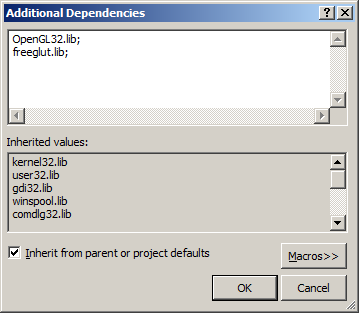 Additional Dependencies
OpenGL32.lib;
freeglut.lib;
Inherited values:
kernel32.lib
user32.lib
gdi32.lib
winspool.lib
comdlg32.lib
Inherit from parent or project defaults
Macros>>
OK
Cancel